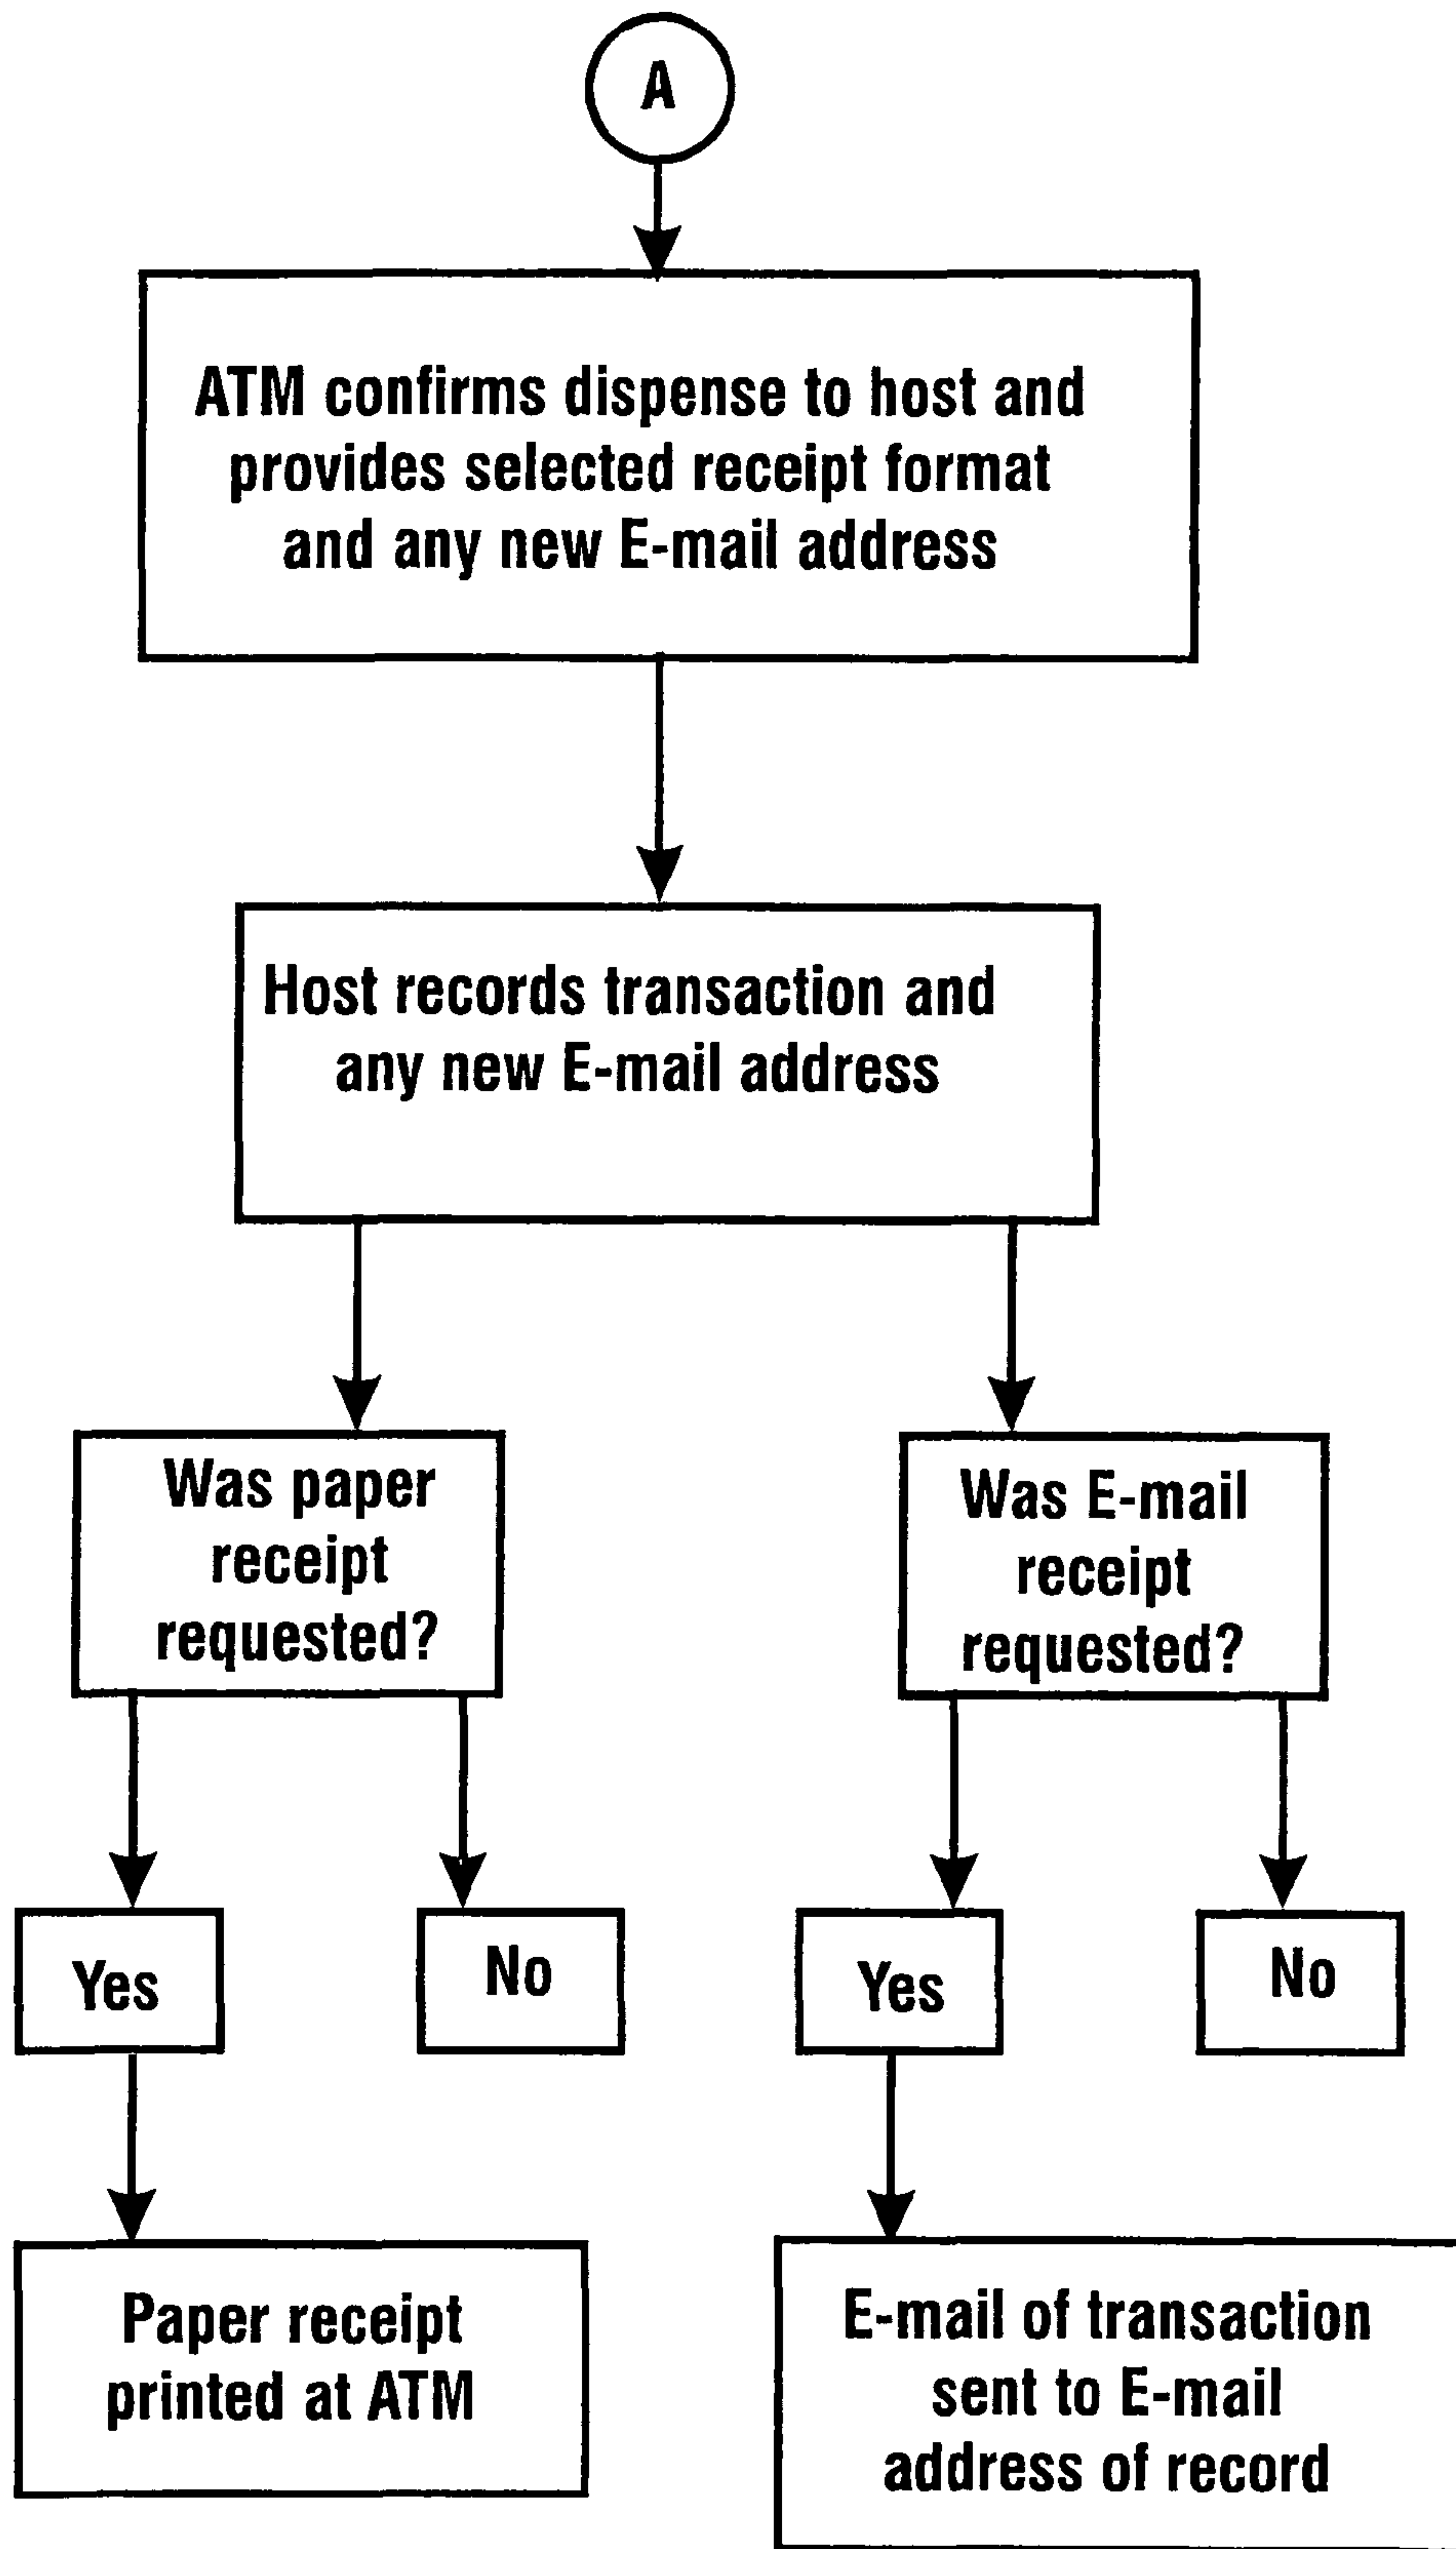 A
ATM confirms dispense to host and
provides selected receipt format
and any new E-mail address
Host records transaction and
any new E-mail address
Was paper
receipt
requested?
Was E-mail
receipt
requested?
Yes
No
Yes
No
Paper receipt
printed at ATM
E-mail of transaction
sent to E-mail
address of record